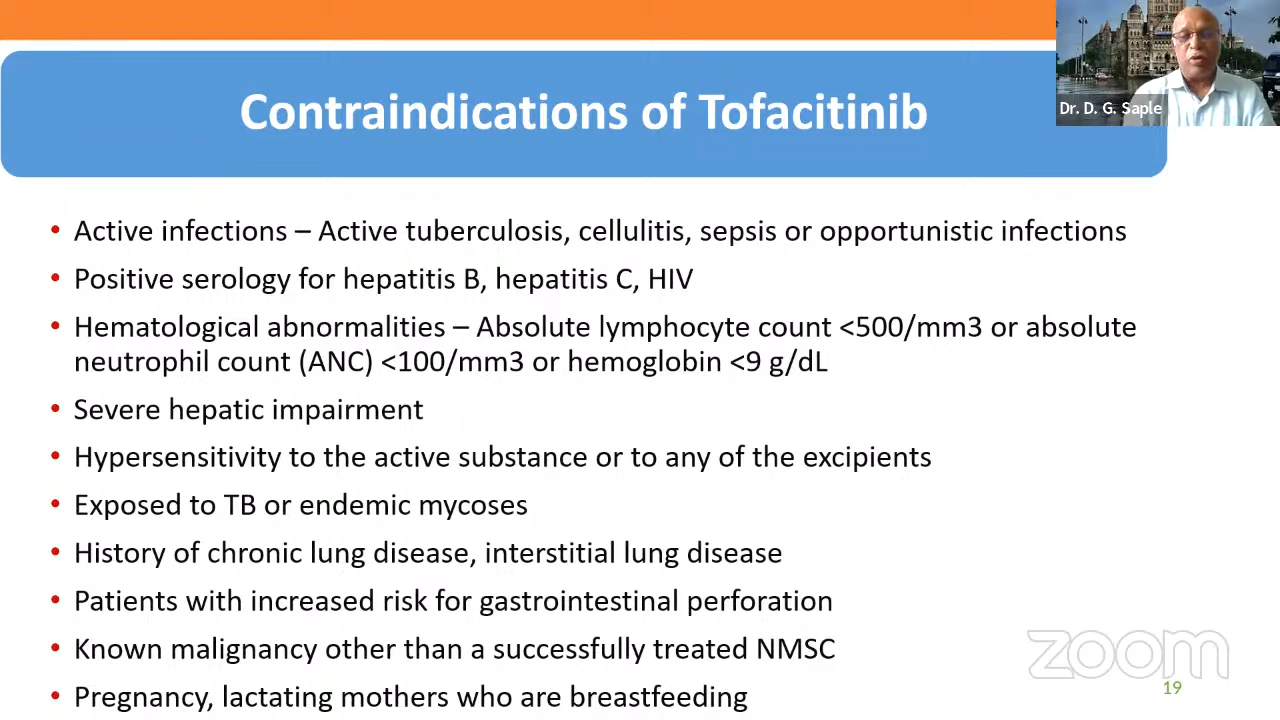 Contraindications of Tofacitinib
Dr. D. G. Saple
• Active infections – Active tuberculosis, cellulitis, sepsis or opportunistic infections
• Positive serology for hepatitis B, hepatitis C, HIV
• Hematological abnormalities – Absolute lymphocyte count <500/mm3 or absolute
neutrophil count (ANC) <100/mm3 or hemoglobin <9 g/dL
• Severe hepatic impairment
• Hypersensitivity to the active substance or to any of the excipients
• Exposed to TB or endemic mycoses
• History of chronic lung disease, interstitial lung disease
• Patients with increased risk for gastrointestinal perforation
• Known malignancy other than a successfully treated NMSC
• Pregnancy, lactating mothers who are breastfeeding
zoom
19